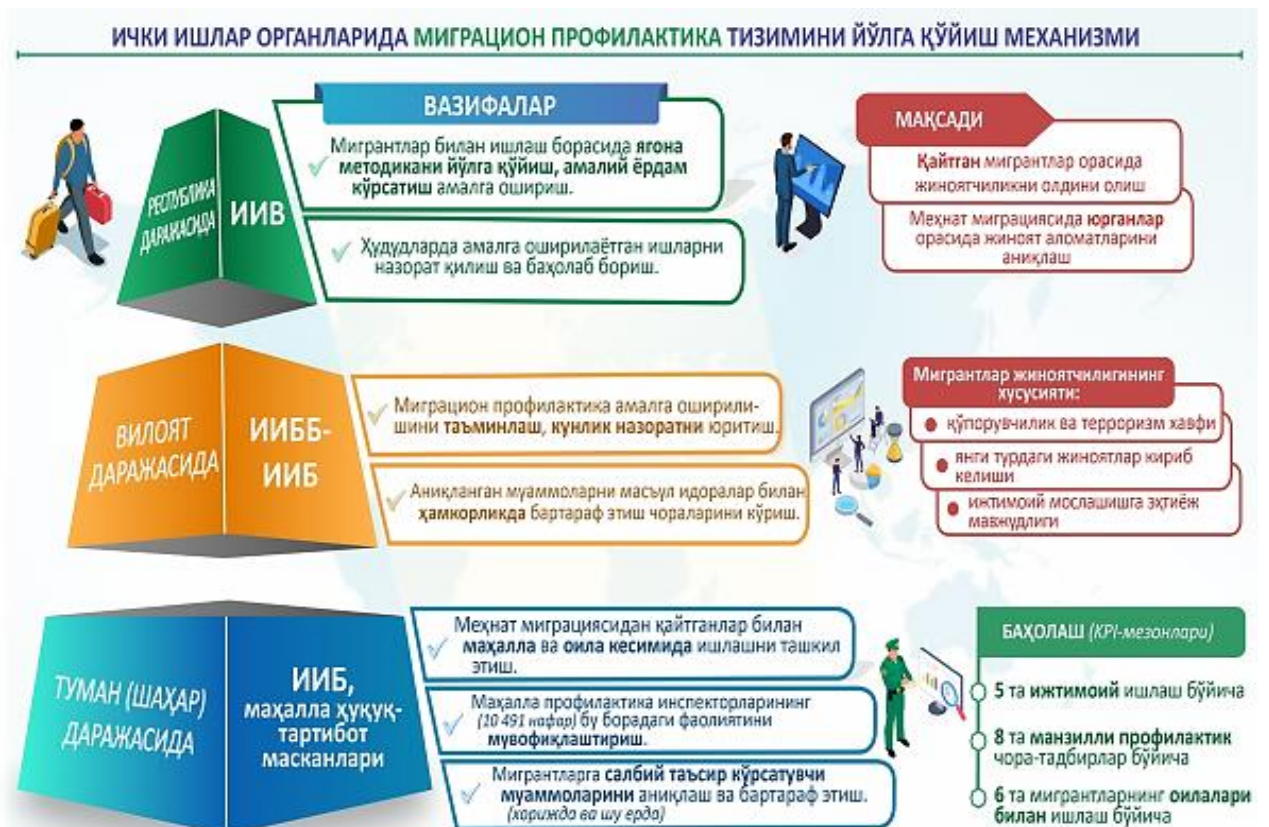 ИЧКИ ИШЛАР ОРГАНЛАРИДА МИГРАЦИОН ПРОФИЛАКТИКА ТИЗИМИНИ ЙЎЛГА ҚЎЙИШ МЕХАНИЗМИ
РЕСПУБЛИКА
ДАРАЖАСИДА
ИИВ
ВАЗИФАЛАР
Мигрантлар билан ишлаш борасида ягона
методикани йўлга қўйиш, амалий ёрдам
кўрсатиш амалга ошириш.
Ҳудудларда амалга оширилаётган ишларни
назорат қилиш ва баҳолаб бориш.
МАҚСАДИ
Қайтган мигрантлар орасида
жиноятчиликни олдини олиш
Меҳнат миграциясида юрганлар
орасида жиноят аломатларини
аниқлаш
ВИЛОЯТ
ДАРАЖАСИДА
ИИББ-
ИИБ
Миграцион профилактика амалга оширили-
шини таъминлаш, кунлик назоратни юритиш.
Аниқланган муаммоларни масъул идоралар билан
ҳамкорликда бартараф этиш чораларини кўриш.
Мигрантлар жиноятчилигининг
хусусияти:
қўпорувчилик ва терроризм хавфи
янги турдаги жиноятлар кириб
келиши
ижтимоий мослашишга эҳтиёж
мавжудлиги
ТУМАН (ШАҲАР)
ДАРАЖАСИДА
ИИБ,
маҳалла ҳуқуқ-
тартибот
масканлари
Меҳнат миграциясидан қайтганлар билан
маҳалла ва оила кесимида ишлашни ташкил
этиш.
Маҳалла профилактика инспекторларининг
(10 491 нафар) бу борадаги фаолиятини
мувофиқлаштириш.
Мигрантларга салбий таъсир кўрсатувчи
муаммоларини аниқлаш ва бартараф этиш.
(хорижда ва шу ерда)
БАҲОЛАШ (KPI-мезонлари)
5 та ижтимоий ишлаш бўйича
8 та манзилли профилактик
чора-тадбирлар бўйича
6 та мигрантларнинг оилалари
билан ишлаш бўйича